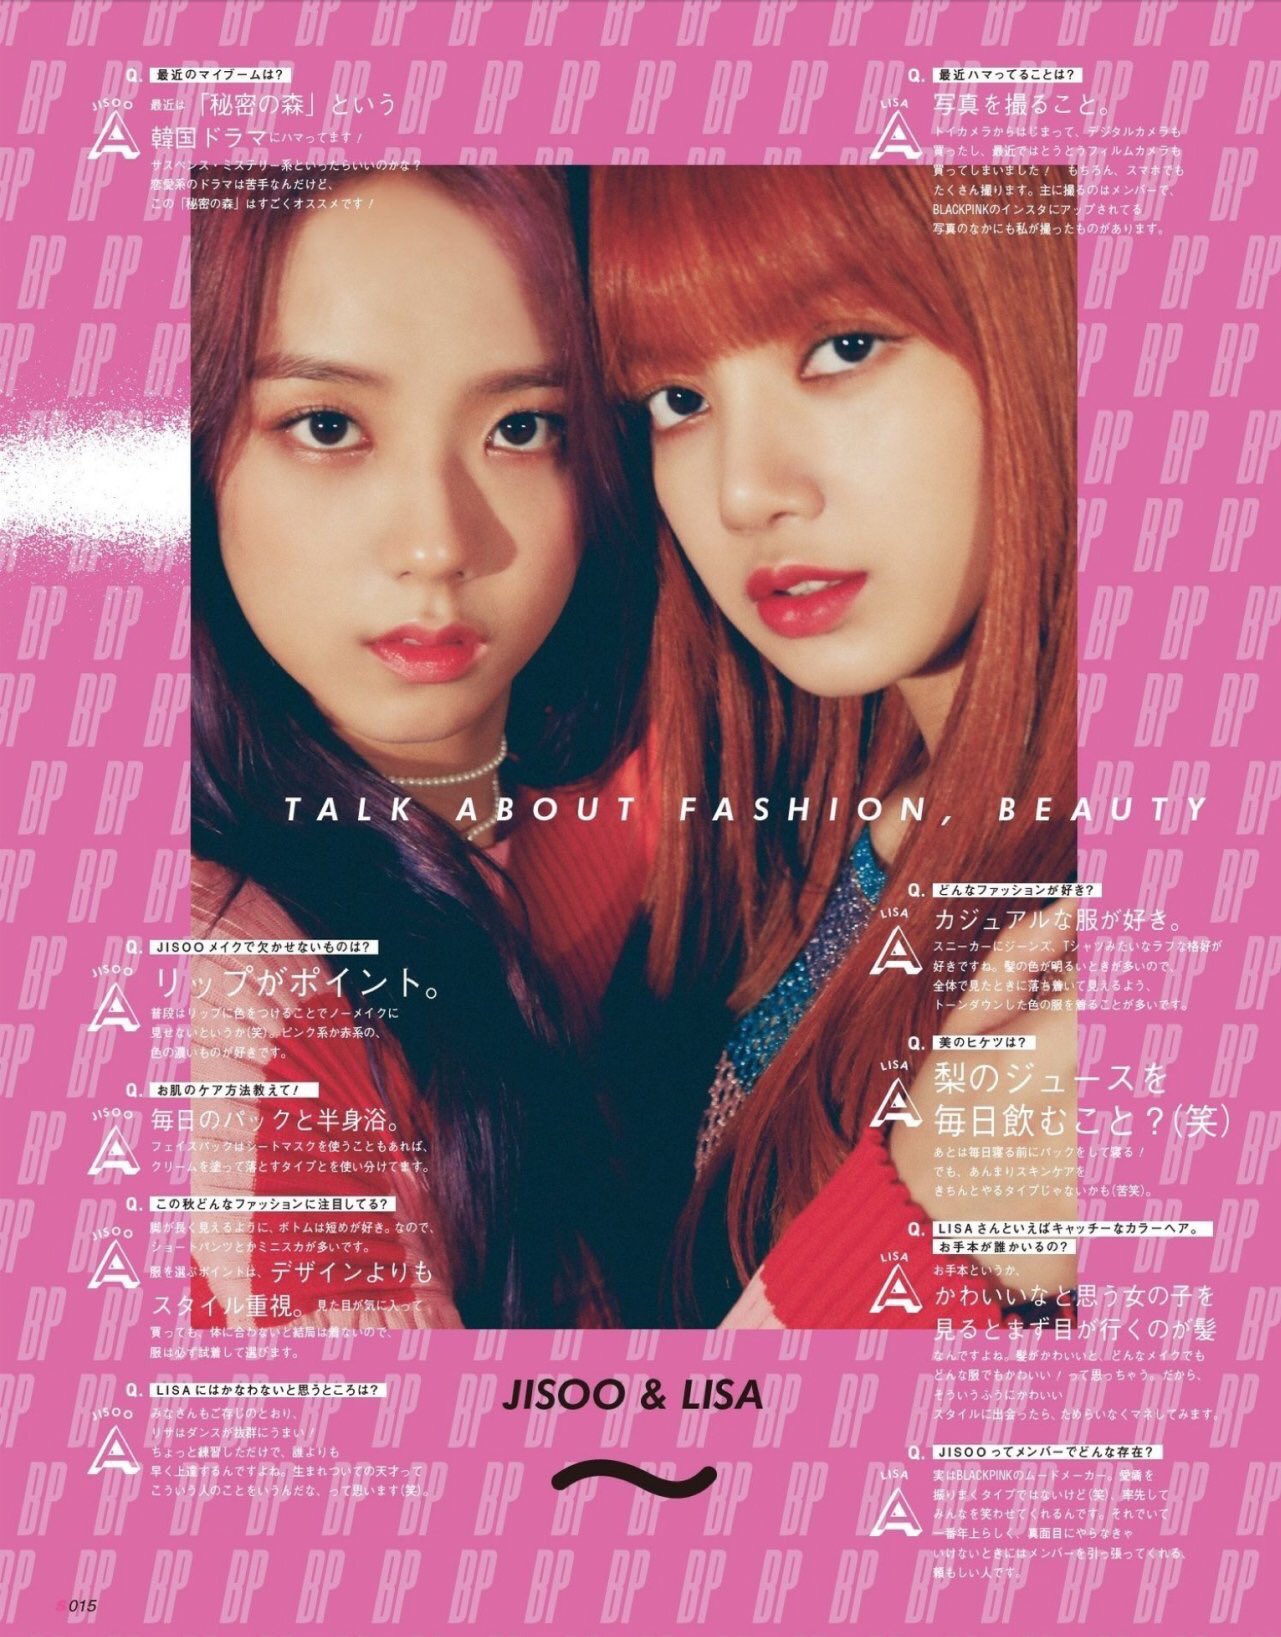 Q. 最近のマイブームは?
JISOO
A
最近は「秘密の森」という
韓国ドラマにハマってます!
サスペンス・ミステリー系といったらいいのかな?
恋愛系のドラマは苦手なんだけど、
この「秘密の森」はすごくオススメです!
Q. 最近ハマってることは?
LISA
A
写真を撮ること。
トイカメラからはじまって、デジタルカメラも
買ったし、最近ではとうとうフィルムカメラも
買ってしまいました! もちろん、スマホでも
たくさん撮ります。主に撮るのはメンバーで、
BLACKPINKのインスタにアップされてる
写真のなかにも私が撮ったものがあります。
TALK ABOUT FASHION, BEAUTY
Q. JISOOメイクで欠かせないものは?
JISOO
A
リップがポイント。
普段はリップに色をつけることでノーメイクに
見せないというか(笑)。ピンク系か赤系の、
色の濃いものが好きです。
Q. お肌のケア方法教えて!
JISOO
A
毎日のパックと半身浴。
フェイスパックはシートマスクを使うこともあれば、
クリームを塗って落とすタイプとを使い分けてます。
Q. この秋どんなファッションに注目してる?
JISOO
A
脚が長く見えるように、ボトムは短めが好き。なので、
ショートパンツとかミニスカが多いです。
服を選ぶポイントは、デザインよりも
スタイル重視。見た目が気に入って
買っても、体に合わないと結局は着ないので、
服は必ず試着して選びます。
Q. LISAにはかなわないと思うところは?
JISOO
A
みなさんもご存じのとおり、
リサはダンスが抜群にうまい!
ちょっと練習しただけで、誰よりも
早く上達するんですよね。生まれついての天才って
こういう人のことをいうんだな、って思います(笑)。
Q. どんなファッションが好き?
LISA
A
カジュアルな服が好き。
スニーカーにジーンズ、Tシャツみたいなラフな格好が
好きですね。髪の色が明るいときが多いので、
全体で見たときに落ち着いて見えるよう、
トーンダウンした色の服を着ることが多いです。
Q. 美のヒケツは?
LISA
A
梨のジュースを
毎日飲むこと?(笑)
あとは毎日寝る前にパックをして寝る!
でも、あんまりスキンケアを
きちんとやるタイプじゃないかも(苦笑)。
Q. LISAさんといえばキャッチーなカラーヘア。
お手本が誰かいるの?
LISA
A
お手本というか、
かわいいなと思う女の子を
見るとまず目が行くのが髪
なんですよね。髪がかわいいと、どんなメイクでも
どんな服でもかわいい!って思っちゃう。だから、
そういうふうにかわいい
スタイルに出会ったら、ためらいなくマネしてみます。
Q. JISOOってメンバーでどんな存在?
LISA
A
実はBLACKPINKのムードメーカー。愛嬌を
振りまくタイプではないけど(笑)、率先して
みんなを笑わせてくれるんです。それでいて
一番年上らしく、真面目にやらなきゃ
いけないときにはメンバーを引っ張ってくれる、
頼もしい人です。
JISOO & LISA
S 015